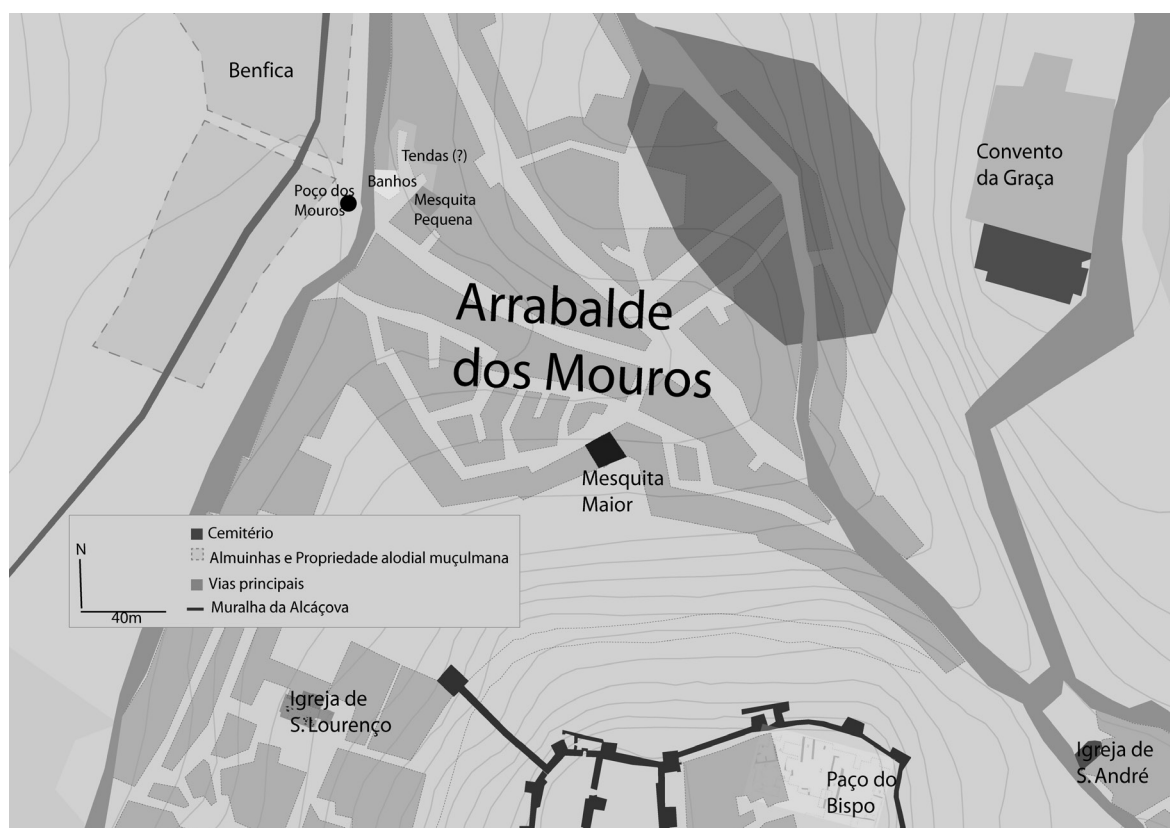 Benfica
Tendas (?)
Banhos
Poço dos
Mouros
Mesquita
Pequena
Convento
da Graça
Arrabalde
dos Mouros
Mesquita
Maior
N
40m
Cemitério
Almuinhas e Propriedade alodial muçulmana
Vias principais
Muralha da Alcáçova
Igreja de
S. Lourenço
Paço do
Bispo
Igreja de
S. André